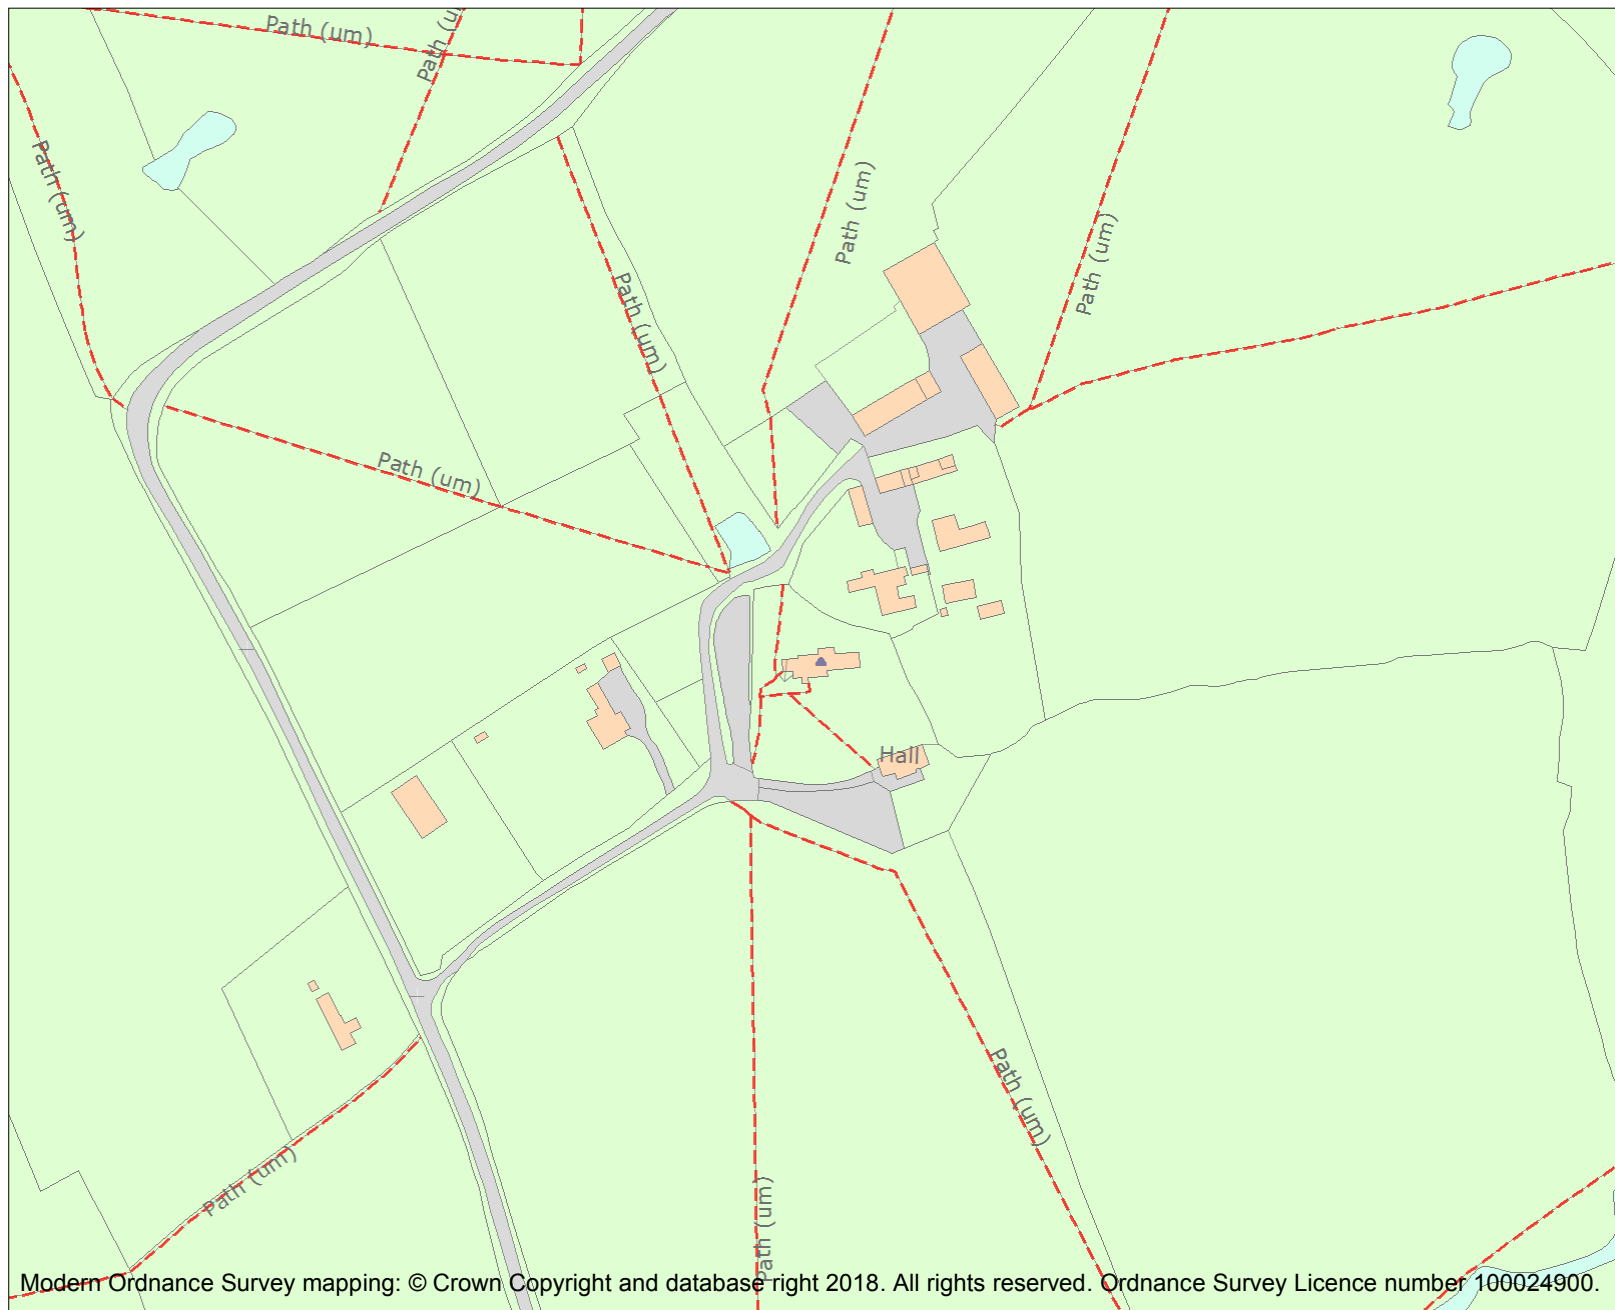 Path (um)
Path (u
Path (um)
Path (um)
Path (um)
Path (um)
Path (um)
Path (um)
Hall
Path (um)
Path (um)
Path (um)
Modern Ordnance Survey mapping: © Crown Copyright and database right 2018. All rights reserved. Ordnance Survey Licence number 100024900.